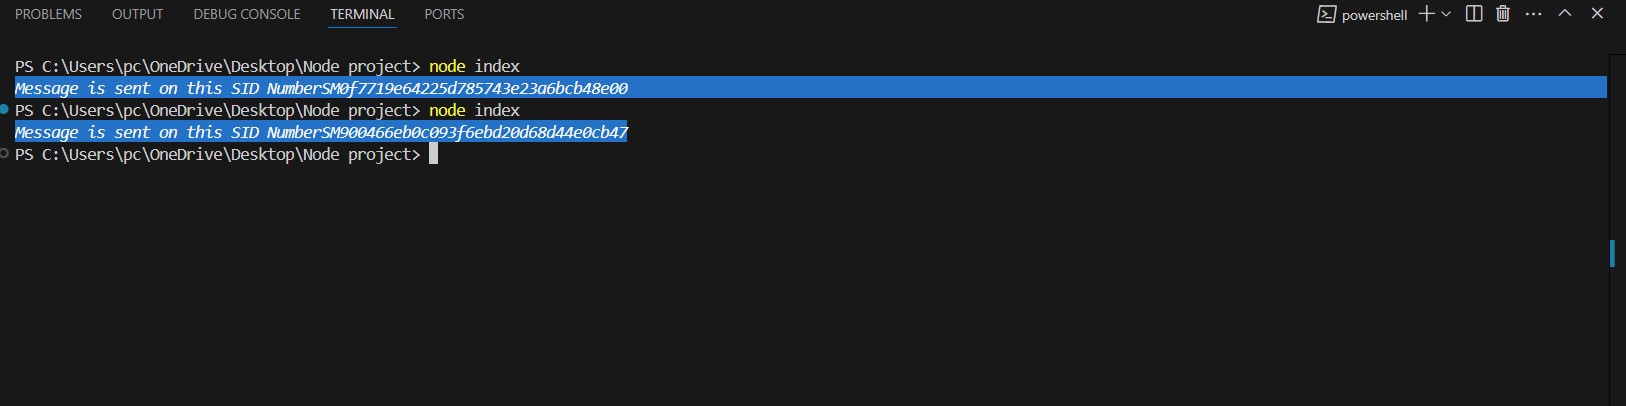 PROBLEMS OUTPUT DEBUG CONSOLE TERMINAL PORTS powershell
PS C:\Users\pc\OneDrive\Desktop\Node project> node index
Message is sent on this SID NumberSM0f7719e64225d785743e23a6bcb48e00
PS C:\Users\pc\OneDrive\Desktop\Node project> node index
Message is sent on this SID NumberSM900466eb0c093f6ebd20d68d44e0cb47
PS C:\Users\pc\OneDrive\Desktop\Node project>